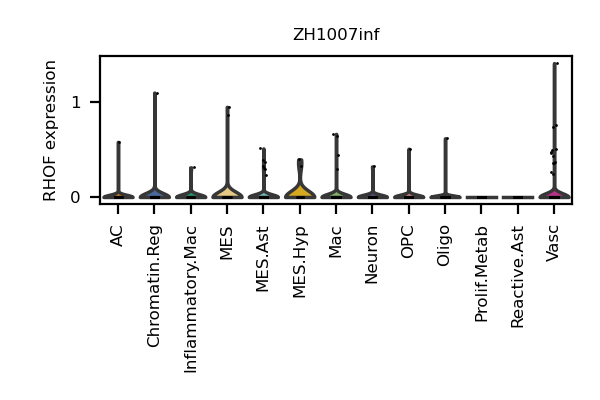 ZH1007inf
RHOF expression
1
0
AC
Chromatin.Reg
Inflammatory.Mac
MES
MES.Ast
MES.Hyp
Mac
Neuron
OPC
Oligo
Prolif.Metab
Reactive.Ast
Vasc